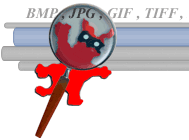 BMP , JPG , GIF , TIFF ,